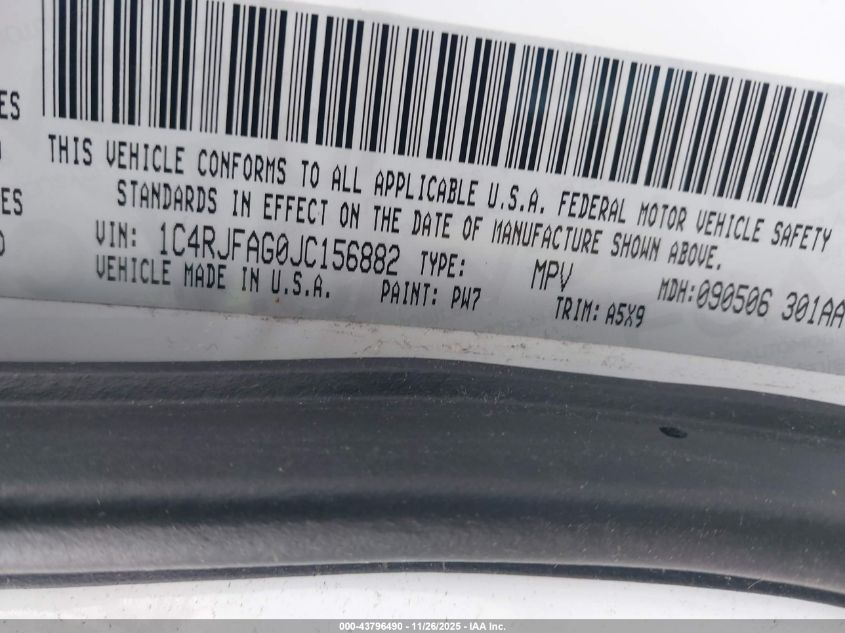 ES
THIS VEHICLE CONFORMS TO ALL APPLICABLE U.S.A. FEDERAL MOTOR VEHICLE SAFETY
STANDARDS IN EFFECT ON THE DATE OF MANUFACTURE SHOWN ABOVE.
ES
VIN: 1C4RJFAG0JC156882 TYPE: MPV MDH:090506 301AA
VEHICLE MADE IN U.S.A. PAINT: PW7 TRIM: A5X9
000-43796490 - 11/26/2025 - IAA Inc.